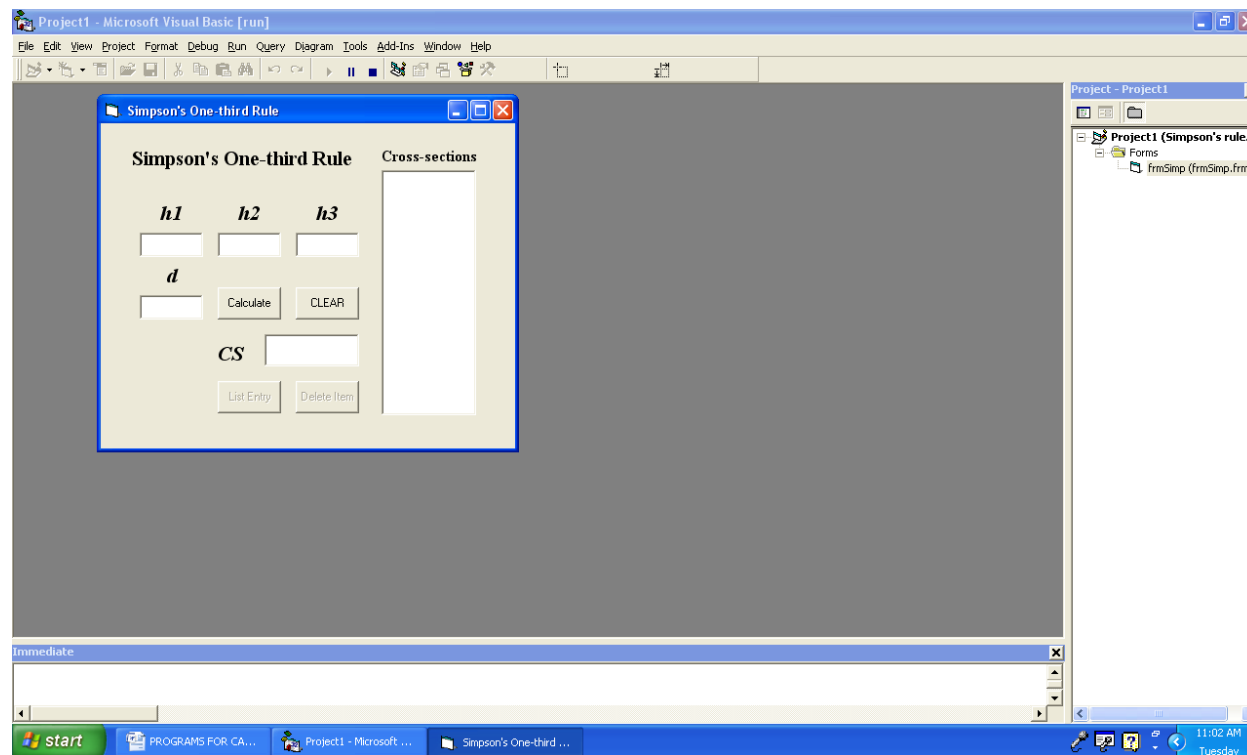 Project1 - Microsoft Visual Basic [run]
File Edit View Project Format Debug Run Query Diagram Tools Add-Ins Window Help
Project - Project1
Project1 (Simpson's rule.
Forms
frmSimp (frmSimp.frm
Simpson's One-third Rule
Simpson's One-third Rule
Cross-sections
h1 h2 h3
d
Calculate CLEAR
CS
List Entry Delete Item
Immediate
start PROGRAMS FOR CA... Project1 - Microsoft ... Simpson's One-third ... 11:02 AM
Tuesday